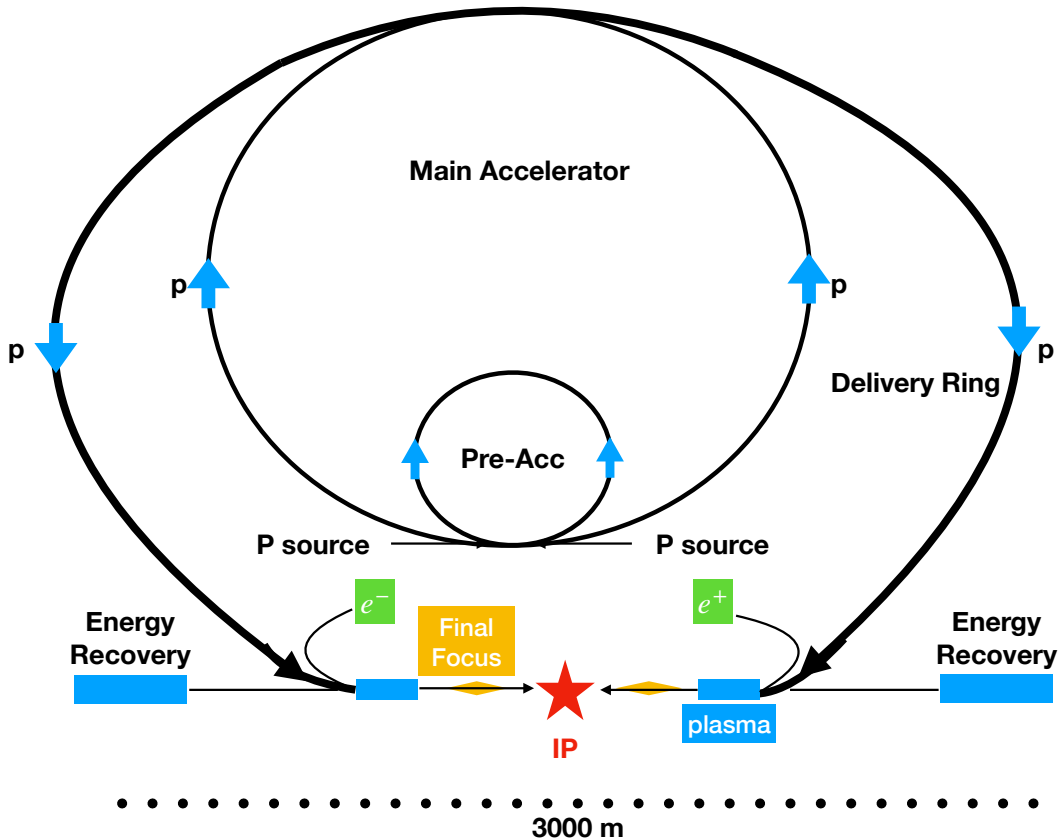 Main Accelerator
p
p
p
p
Delivery Ring
Pre-Acc
P source
P source
e⁻
e⁺
Energy
Recovery
Final
Focus
Energy
Recovery
plasma
IP
3000 m